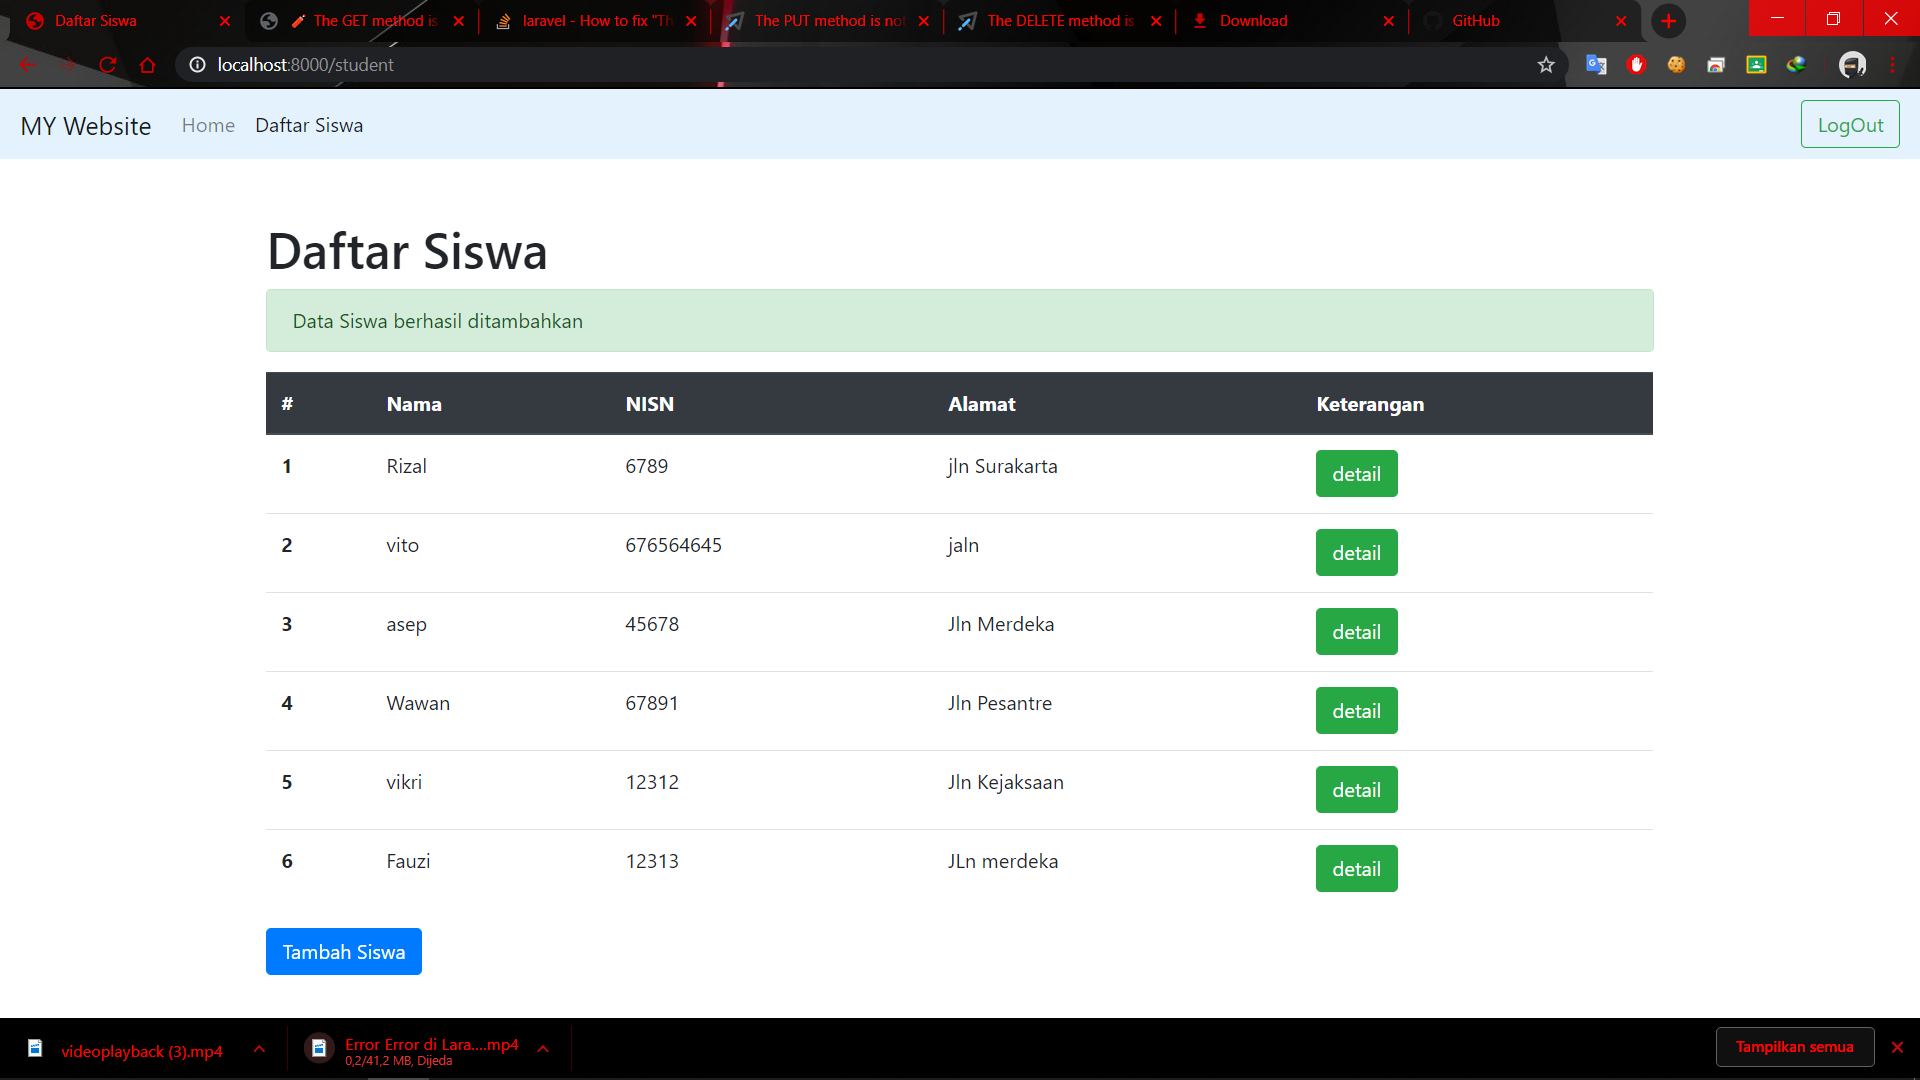 Daftar Siswa
The GET method is
laravel - How to fix "Th
The PUT method is not
The DELETE method is
Download
GitHub
localhost:8000/student
MY Website Home Daftar Siswa LogOut
Daftar Siswa
Data Siswa berhasil ditambahkan
# Nama NISN Alamat Keterangan
1 Rizal 6789 jln Surakarta detail
2 vito 676564645 jaln detail
3 asep 45678 Jln Merdeka detail
4 Wawan 67891 Jln Pesantre detail
5 vikri 12312 Jln Kejaksaan detail
6 Fauzi 12313 JLn merdeka detail
Tambah Siswa
videoplayback (3).mp4
Error Error di Lara....mp4
0,2/41,2 MB, Dijeda
Tampilkan semua